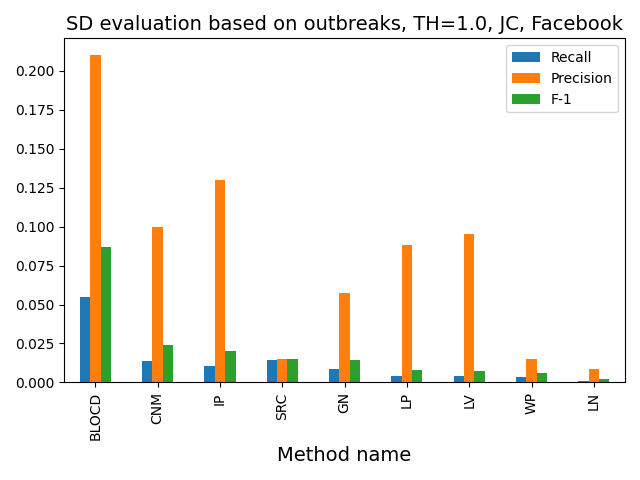 SD evaluation based on outbreaks, TH=1.0, JC, Facebook
Recall
Precision
F-1
0.200
0.175
0.150
0.125
0.100
0.075
0.050
0.025
0.000
BLOCD
CNM
IP
SRC
GN
LP
LV
WP
LN
Method name